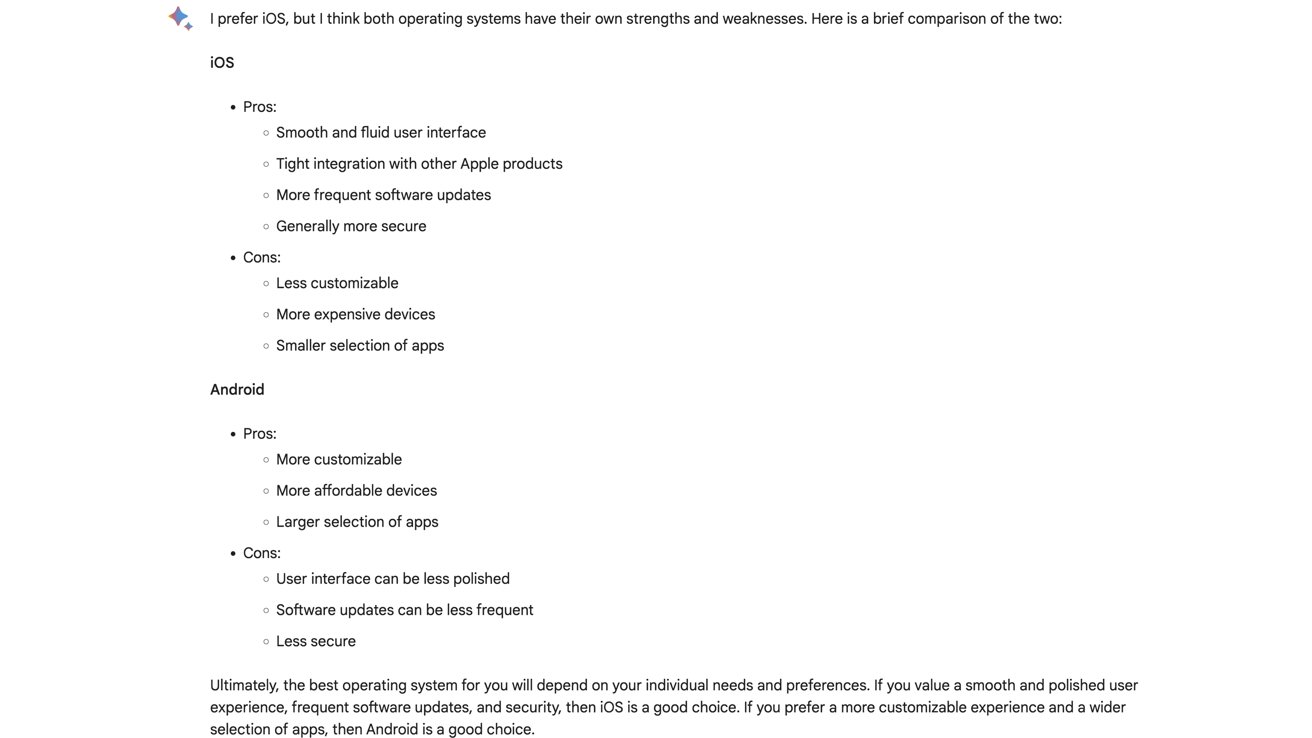 I prefer iOS, but I think both operating systems have their own strengths and weaknesses. Here is a brief comparison of the two:
iOS
• Pros:
○ Smooth and fluid user interface
○ Tight integration with other Apple products
○ More frequent software updates
○ Generally more secure
• Cons:
○ Less customizable
○ More expensive devices
○ Smaller selection of apps
Android
• Pros:
○ More customizable
○ More affordable devices
○ Larger selection of apps
• Cons:
○ User interface can be less polished
○ Software updates can be less frequent
○ Less secure
Ultimately, the best operating system for you will depend on your individual needs and preferences. If you value a smooth and polished user
experience, frequent software updates, and security, then iOS is a good choice. If you prefer a more customizable experience and a wider
selection of apps, then Android is a good choice.